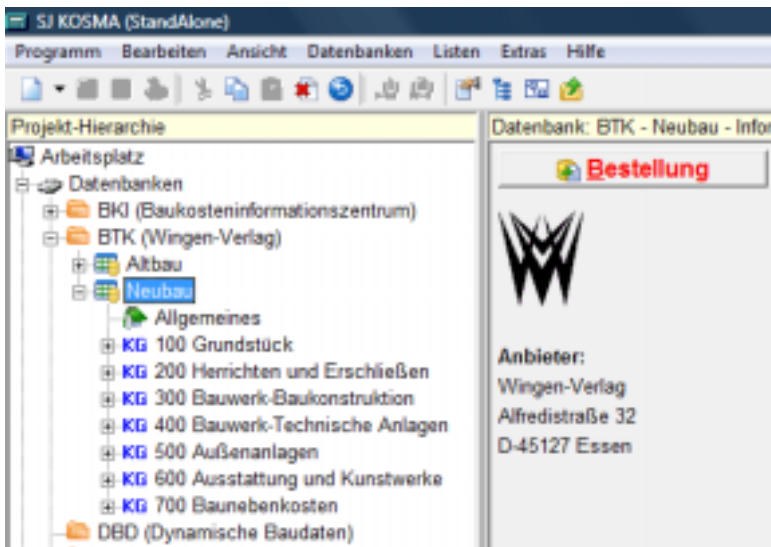 SJ KOSMA (StandAlone)
Programm Bearbeiten Ansicht Datenbanken Listen Extras Hilfe
Projekt-Hierarchie
Arbeitsplatz
Datenbanken
BKI (Baukosteninformationszentrum)
BTK (Wingen-Verlag)
Altbau
Neubau
Allgemeines
KG 100 Grundstück
KG 200 Herrichten und Erschließen
KG 300 Bauwerk-Baukonstruktion
KG 400 Bauwerk-Technische Anlagen
KG 500 Außenanlagen
KG 600 Ausstattung und Kunstwerke
KG 700 Baunebenkosten
DBD (Dynamische Baudaten)
Datenbank: BTK - Neubau - Infor
Bestellung
Anbieter:
Wingen-Verlag
Alfredistraße 32
D-45127 Essen